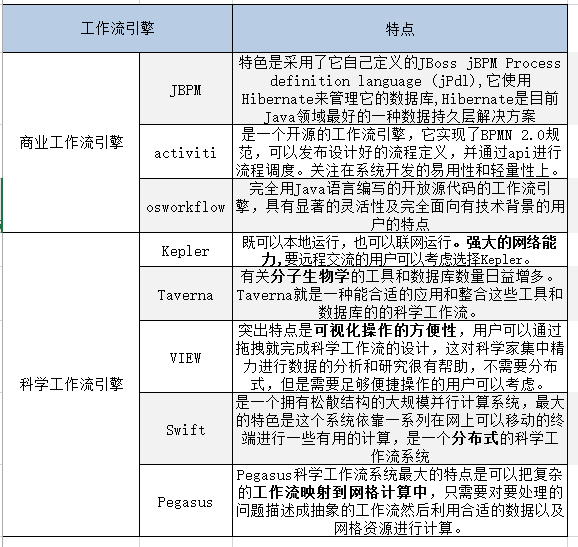 工作流引擎 特点
商业工作流引擎
JBPM
特色是采用了它自己定义的JBoss jBPM Process
definition language (jPdl),它使用
Hibernate来管理它的数据库,Hibernate是目前
Java领域最好的一种数据持久层解决方案
activiti
是一个开源的工作流引擎，它实现了BPMN 2.0规
范，可以发布设计好的流程定义，并通过api进行
流程调度。关注在系统开发的易用性和轻量性上。
osworkflow
完全用Java语言编写的开放源代码的工作流引
擎，具有显著的灵活性及完全面向有技术背景的用
户的特点
科学工作流引擎
Kepler
既可以本地运行，也可以联网运行。强大的网络能
力,要远程交流的用户可以考虑选择Kepler。
Taverna
有关分子生物学的工具和数据库数量日益增多。
Taverna就是一种能合适的应用和整合这些工具和
数据库的的科学工作流。
VIEW
突出特点是可视化操作的方便性，用户可以通过
拖拽就完成科学工作流的设计，这对科学家集中精
力进行数据的分析和研究很有帮助，不需要分布
式，但是需要足够便捷操作的用户可以考虑。
Swift
是一个拥有松散结构的大规模并行计算系统，最大
的特色是这个系统依靠一系列在网上可以移动的终
端进行一些有用的计算，是一个分布式的科学工
作流系统
Pegasus
Pegasus科学工作流系统最大的特点是可以把复杂
的工作流映射到网格计算中，只需要对要处理的
问题描述成抽象的工作流然后利用合适的数据以及
网格资源进行计算。